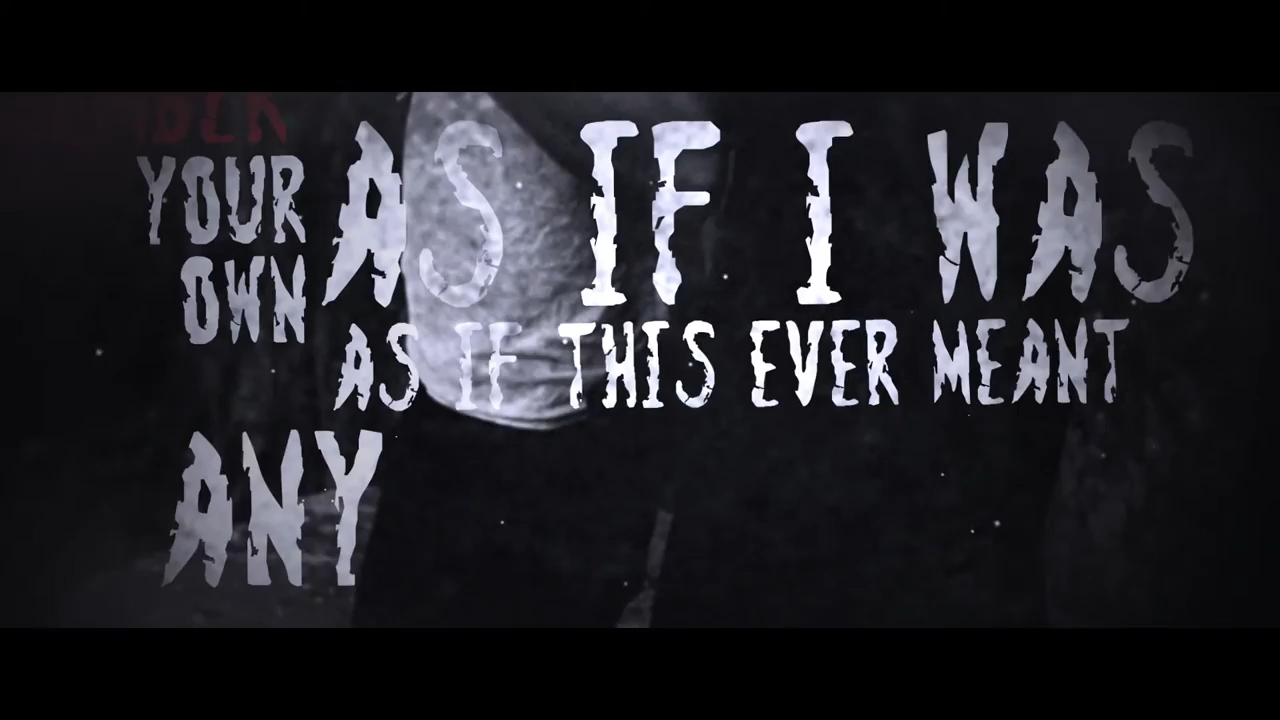 YOUR
OWN
AS IF I WAS
AS IF THIS EVER MEANT
ANY